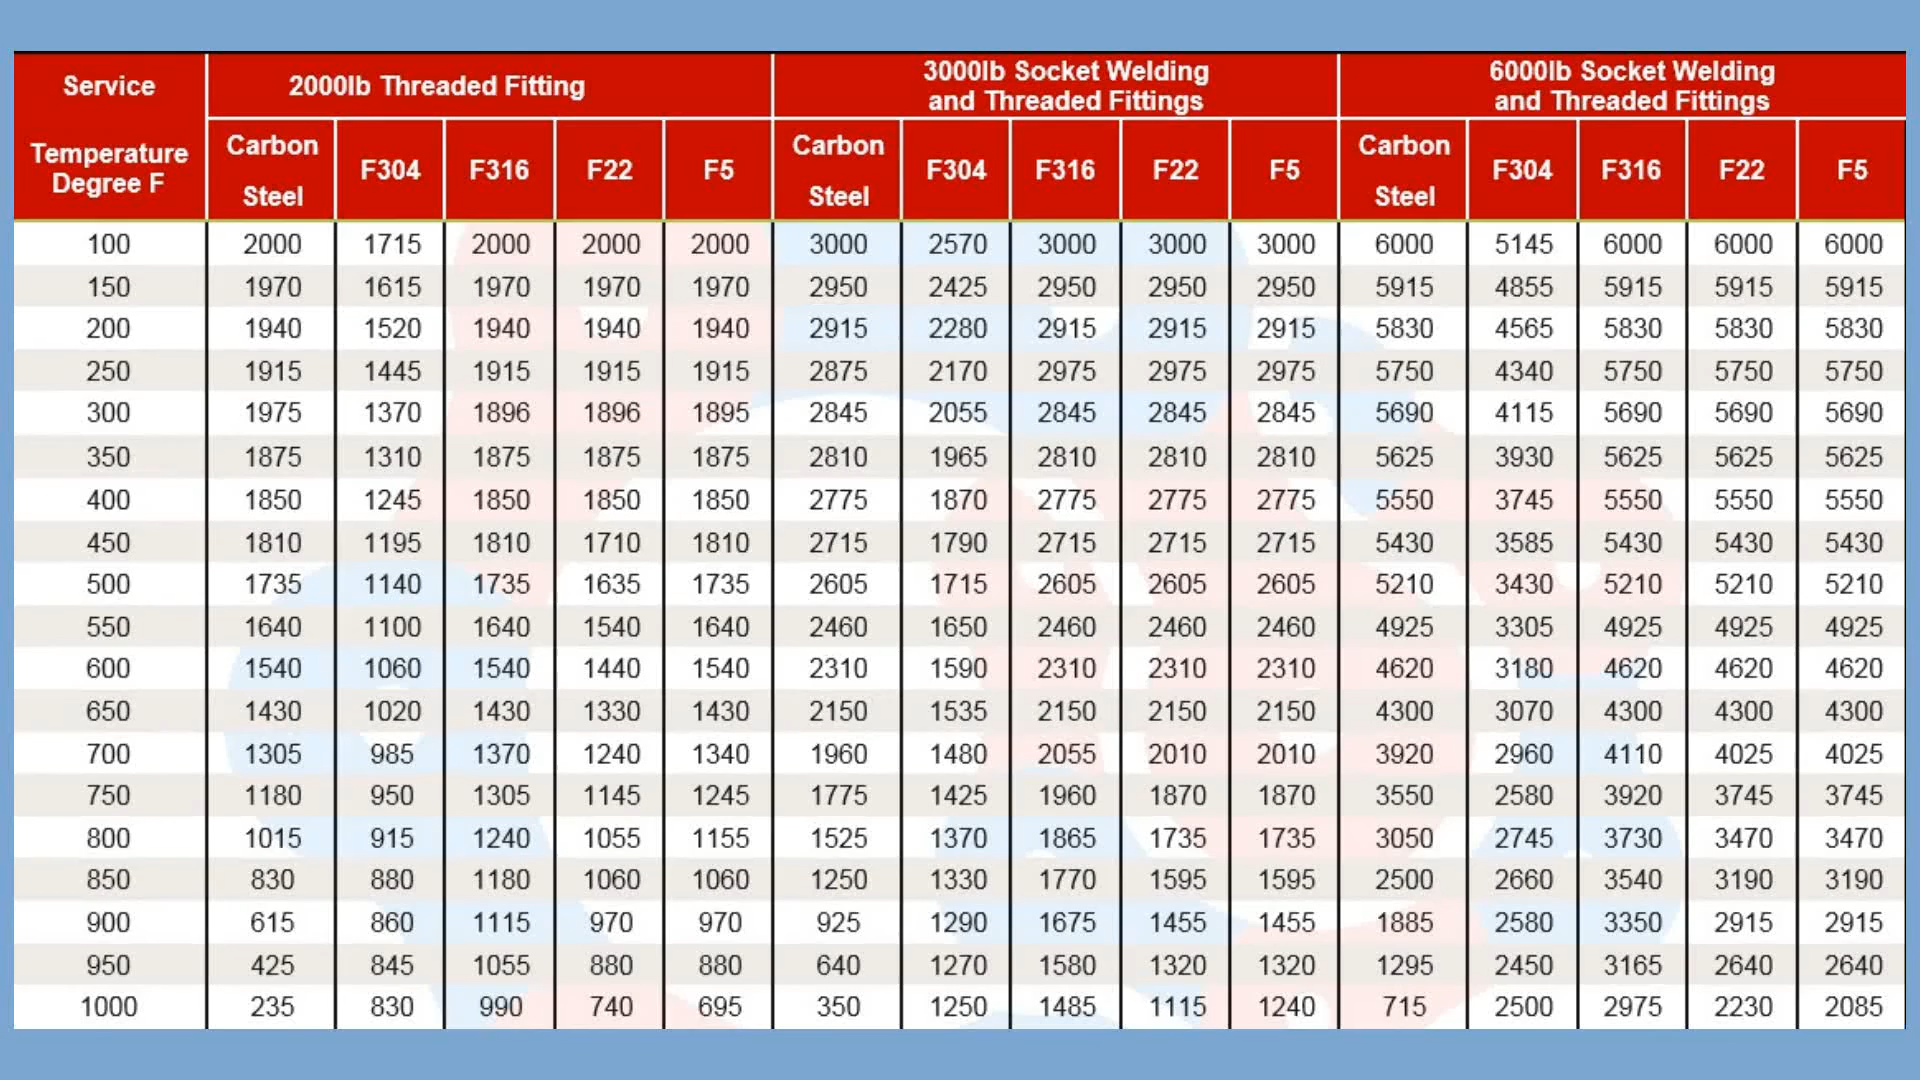 Service
Temperature
Degree F
2000lb Threaded Fitting
3000lb Socket Welding
and Threaded Fittings
6000lb Socket Welding
and Threaded Fittings
Carbon Steel F304 F316 F22 F5 Carbon Steel F304 F316 F22 F5 Carbon Steel F304 F316 F22 F5
100 2000 1715 2000 2000 2000 3000 2570 3000 3000 3000 6000 5145 6000 6000 6000
150 1970 1615 1970 1970 1970 2950 2425 2950 2950 2950 5915 4855 5915 5915 5915
200 1940 1520 1940 1940 1940 2915 2280 2915 2915 2915 5830 4565 5830 5830 5830
250 1915 1445 1915 1915 1915 2875 2170 2975 2975 2975 5750 4340 5750 5750 5750
300 1975 1370 1896 1896 1895 2845 2055 2845 2845 2845 5690 4115 5690 5690 5690
350 1875 1310 1875 1875 1875 2810 1965 2810 2810 2810 5625 3930 5625 5625 5625
400 1850 1245 1850 1850 1850 2775 1870 2775 2775 2775 5550 3745 5550 5550 5550
450 1810 1195 1810 1710 1810 2715 1790 2715 2715 2715 5430 3585 5430 5430 5430
500 1735 1140 1735 1635 1735 2605 1715 2605 2605 2605 5210 3430 5210 5210 5210
550 1640 1100 1640 1540 1640 2460 1650 2460 2460 2460 4925 3305 4925 4925 4925
600 1540 1060 1540 1440 1540 2310 1590 2310 2310 2310 4620 3180 4620 4620 4620
650 1430 1020 1430 1330 1430 2150 1535 2150 2150 2150 4300 3070 4300 4300 4300
700 1305 985 1370 1240 1340 1960 1480 2055 2010 2010 3920 2960 4110 4025 4025
750 1180 950 1305 1145 1245 1775 1425 1960 1870 1870 3550 2580 3920 3745 3745
800 1015 915 1240 1055 1155 1525 1370 1865 1735 1735 3050 2745 3730 3470 3470
850 830 880 1180 1060 1060 1250 1330 1770 1595 1595 2500 2660 3540 3190 3190
900 615 860 1115 970 970 925 1290 1675 1455 1455 1885 2580 3350 2915 2915
950 425 845 1055 880 880 640 1270 1580 1320 1320 1295 2450 3165 2640 2640
1000 235 830 990 740 695 350 1250 1485 1115 1240 715 2500 2975 2230 2085